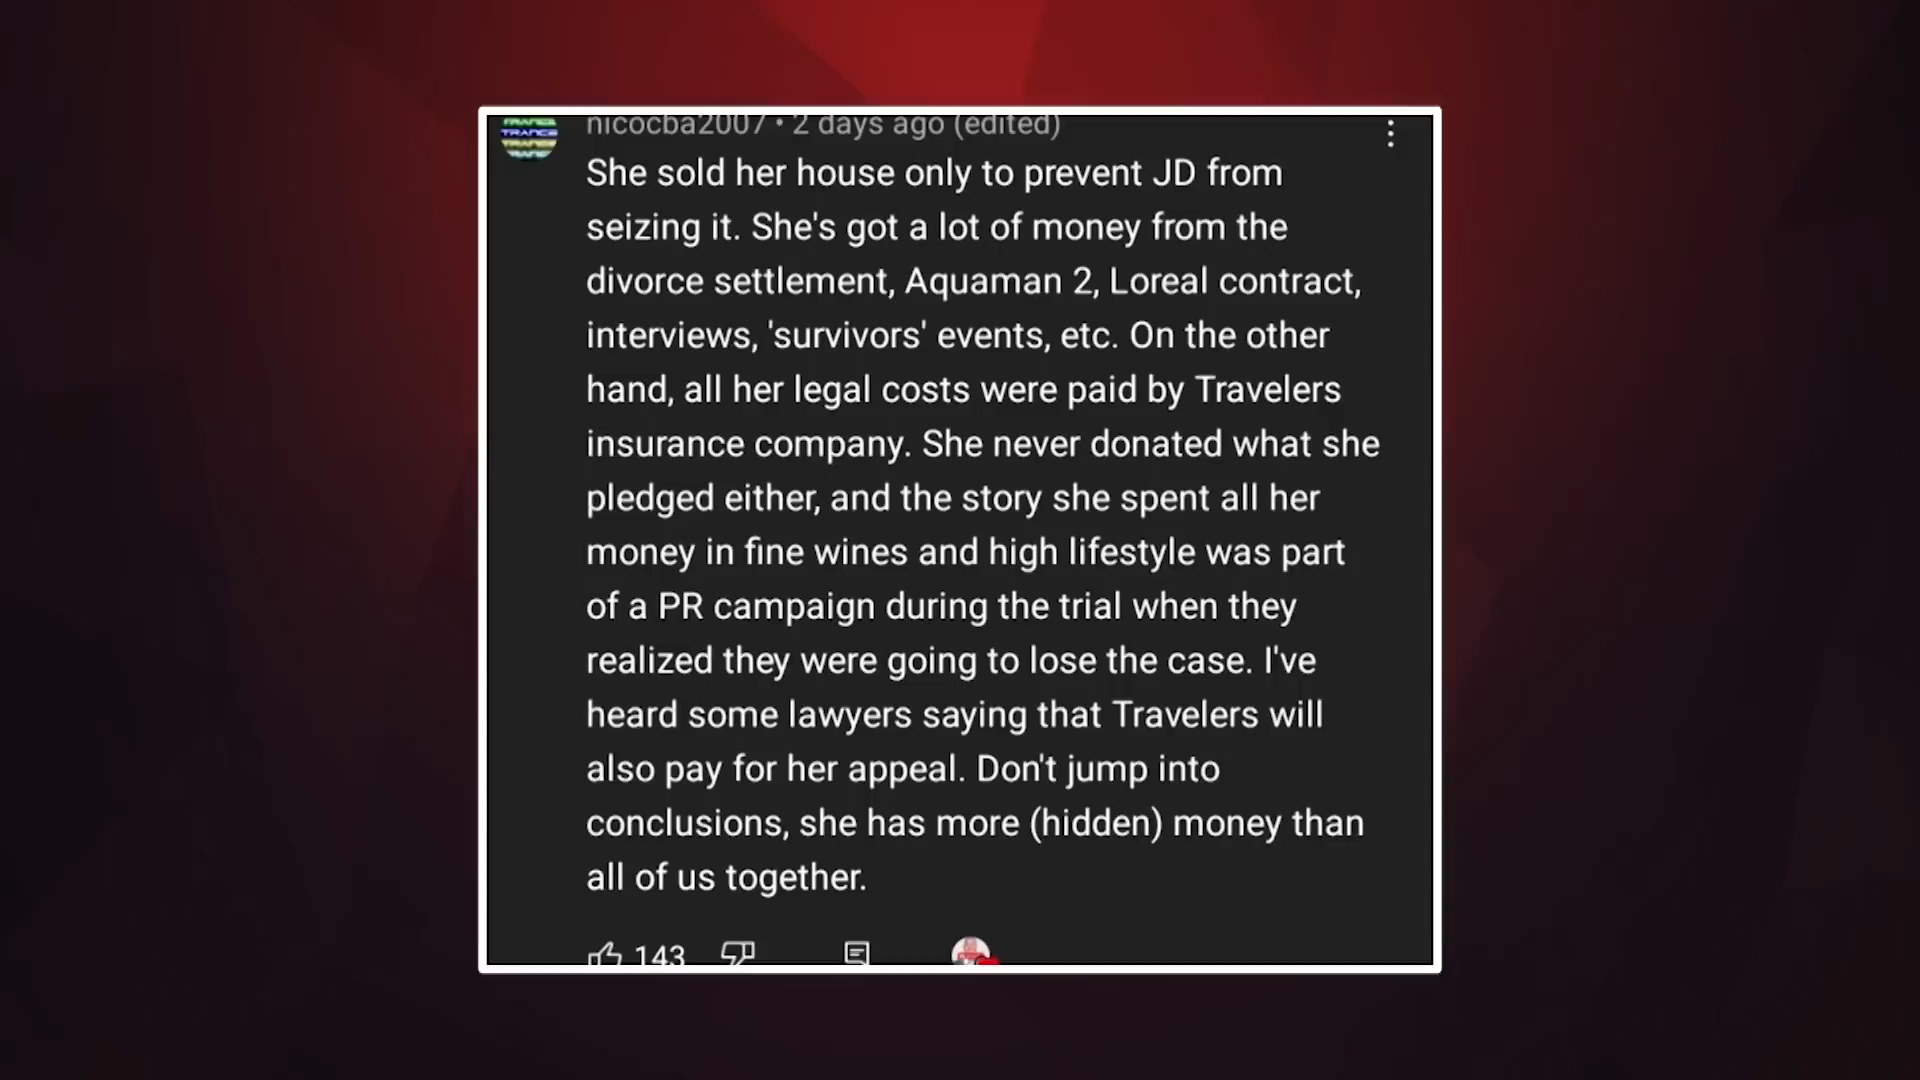 TRANCE
nicocba2007 • 2 days ago (edited)
She sold her house only to prevent JD from
seizing it. She's got a lot of money from the
divorce settlement, Aquaman 2, Loreal contract,
interviews, 'survivors' events, etc. On the other
hand, all her legal costs were paid by Travelers
insurance company. She never donated what she
pledged either, and the story she spent all her
money in fine wines and high lifestyle was part
of a PR campaign during the trial when they
realized they were going to lose the case. I've
heard some lawyers saying that Travelers will
also pay for her appeal. Don't jump into
conclusions, she has more (hidden) money than
all of us together.
143